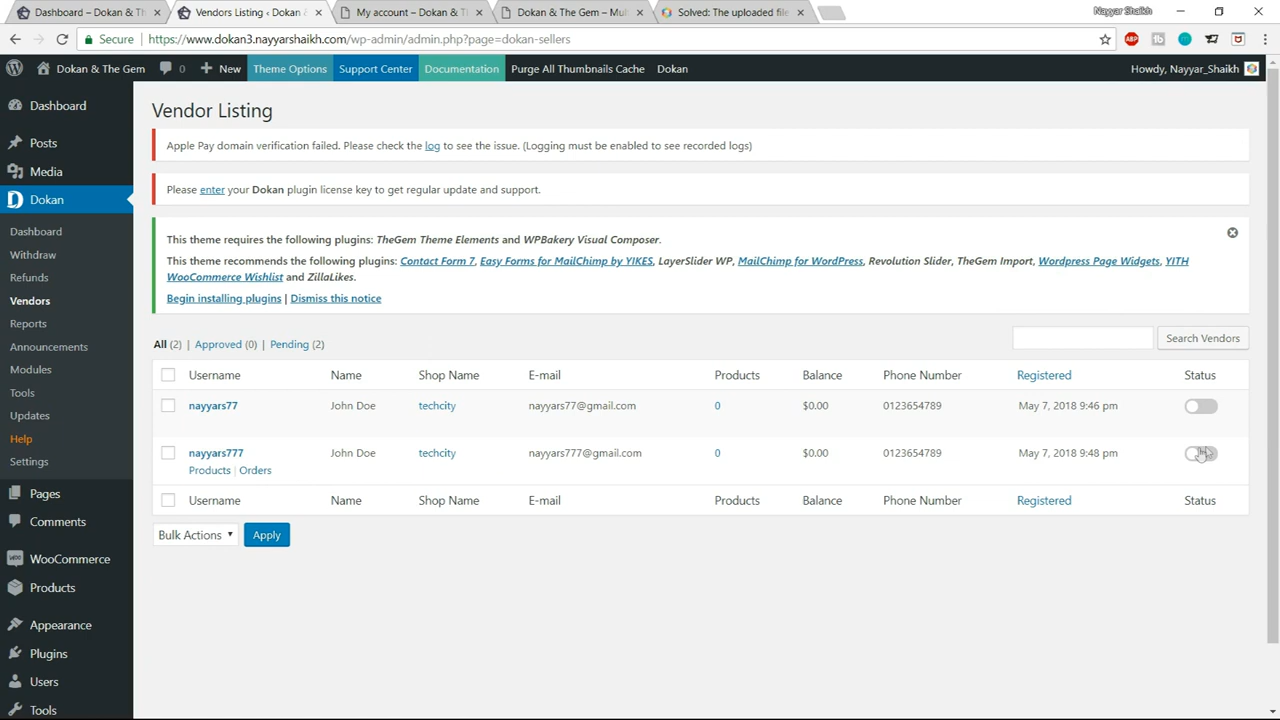 Dashboard – Dokan & Th
Vendors Listing ‹ Dokan
My account – Dokan & T
Dokan & The Gem – Mul
Solved: The uploaded file
Nayyar Shaikh
Secure
https://www.dokan3.nayyarshaikh.com/wp-admin/admin.php?page=dokan-sellers
ABP
Dokan & The Gem
0
New
Theme Options
Support Center
Documentation
Purge All Thumbnails Cache
Dokan
Howdy, Nayyar_Shaikh
Dashboard
Posts
Media
Dokan
Dashboard
Withdraw
Refunds
Vendors
Reports
Announcements
Modules
Tools
Updates
Help
Settings
Pages
Comments
WooCommerce
Products
Appearance
Plugins
Users
Tools
Vendor Listing
Apple Pay domain verification failed. Please check the log to see the issue. (Logging must be enabled to see recorded logs)
Please enter your Dokan plugin license key to get regular update and support.
This theme requires the following plugins: TheGem Theme Elements and WPBakery Visual Composer.
This theme recommends the following plugins: Contact Form 7, Easy Forms for MailChimp by YIKES, LayerSlider WP, MailChimp for WordPress, Revolution Slider, TheGem Import, Wordpress Page Widgets, YITH
WooCommerce Wishlist and ZillaLikes.
Begin installing plugins | Dismiss this notice
All (2) | Approved (0) | Pending (2)
Search Vendors
Username Name Shop Name E-mail Products Balance Phone Number Registered Status
nayyars77 John Doe techcity nayyars77@gmail.com 0 $0.00 0123654789 May 7, 2018 9:46 pm
nayyars777 John Doe techcity nayyars777@gmail.com 0 $0.00 0123654789 May 7, 2018 9:48 pm
Products | Orders
Username Name Shop Name E-mail Products Balance Phone Number Registered Status
Bulk Actions
Apply